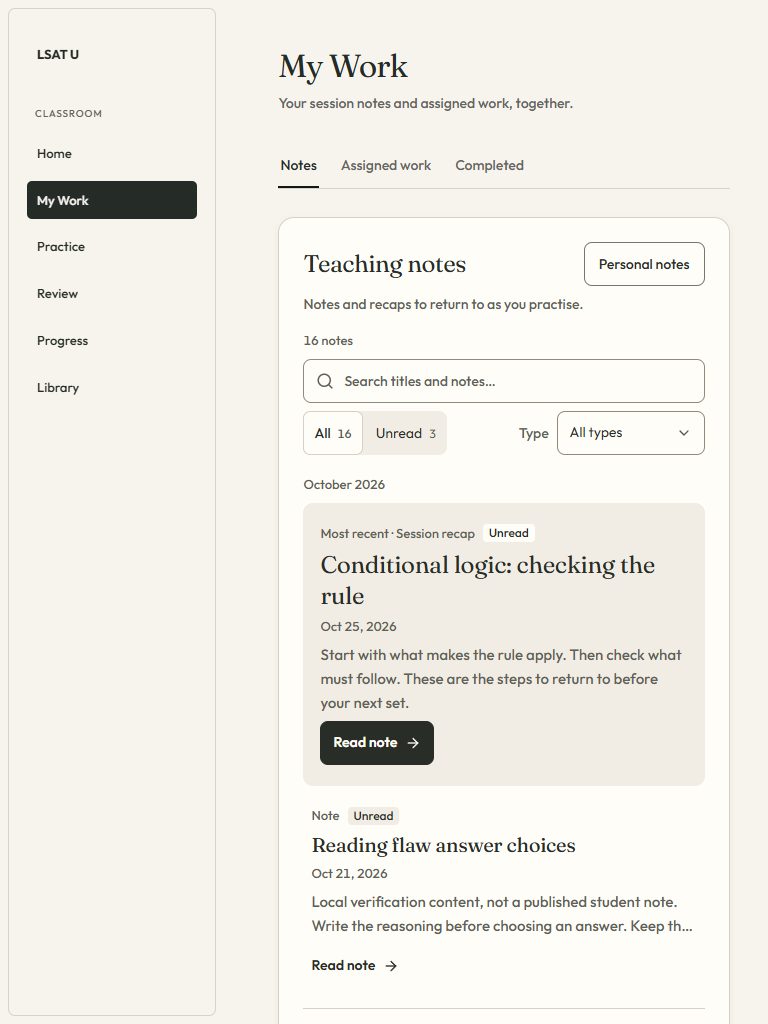 LSAT U
CLASSROOM
Home
My Work
Practice
Review
Progress
Library
My Work
Your session notes and assigned work, together.
Notes
Assigned work
Completed
Teaching notes
Personal notes
Notes and recaps to return to as you practise.
16 notes
Search titles and notes...
All 16
Unread 3
Type
All types
October 2026
Most recent · Session recap Unread
Conditional logic: checking the
rule
Oct 25, 2026
Start with what makes the rule apply. Then check what
must follow. These are the steps to return to before
your next set.
Read note →
Note Unread
Reading flaw answer choices
Oct 21, 2026
Local verification content, not a published student note.
Write the reasoning before choosing an answer. Keep th...
Read note →